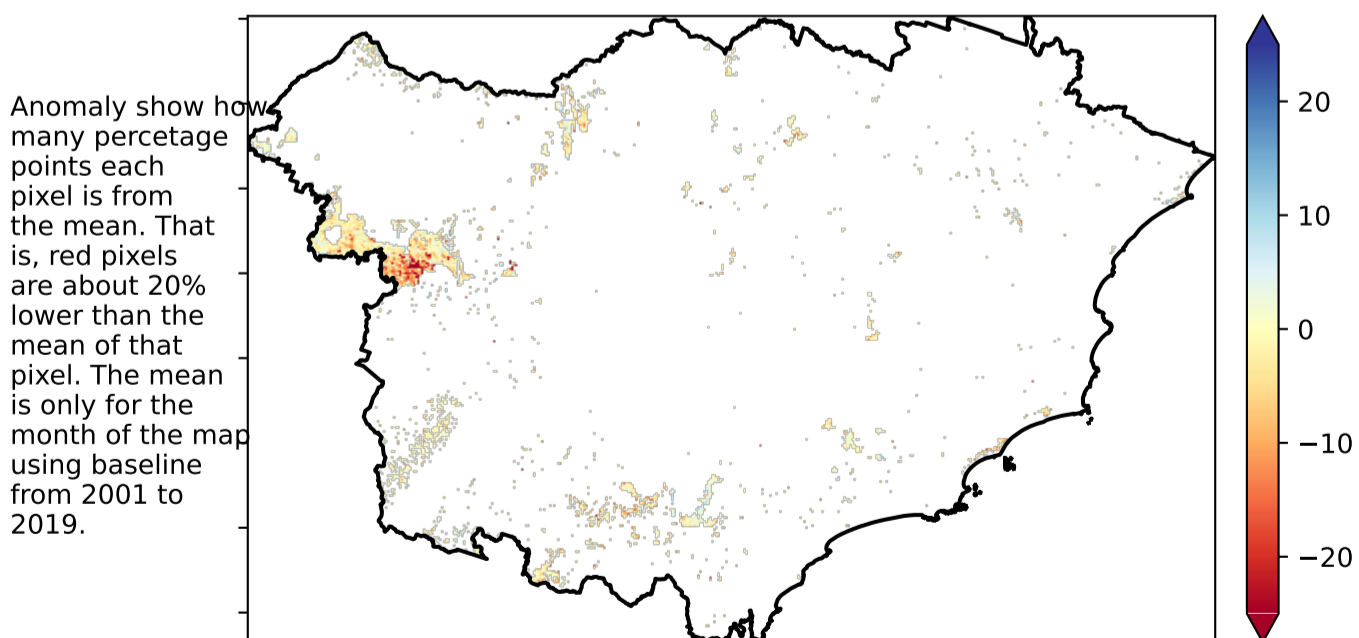 Anomaly show how
many percetage
points each
pixel is from
the mean. That
is, red pixels
are about 20%
lower than the
mean of that
pixel. The mean
is only for the
month of the map
using baseline
from 2001 to
2019.
20
10
0
−10
−20